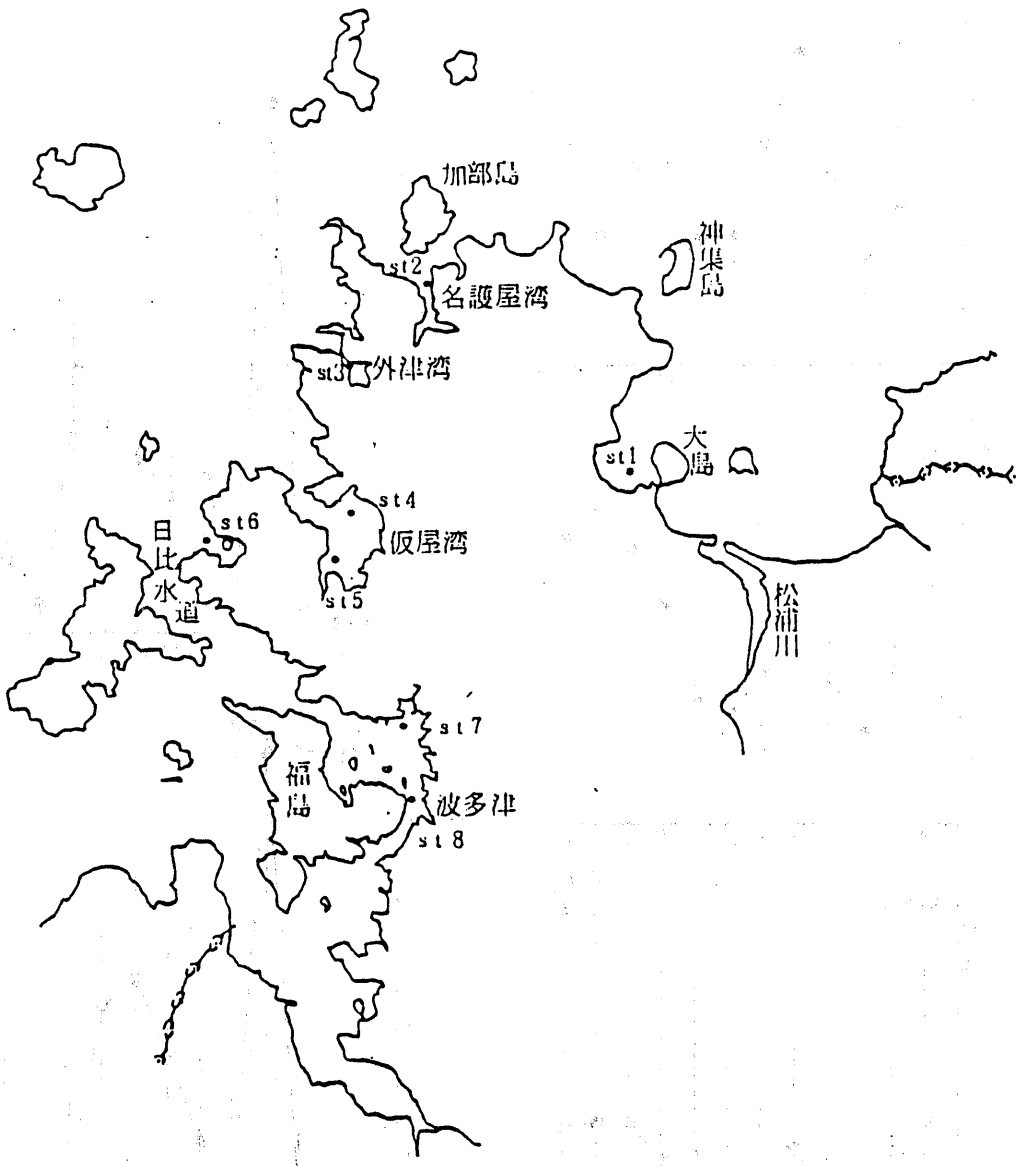 加部島
神集島
st2
名護屋湾
st3
外津湾
大島
st1
st4
st6
仮屋湾
日比水道
st5
松浦川
st7
福島
波多津
st8